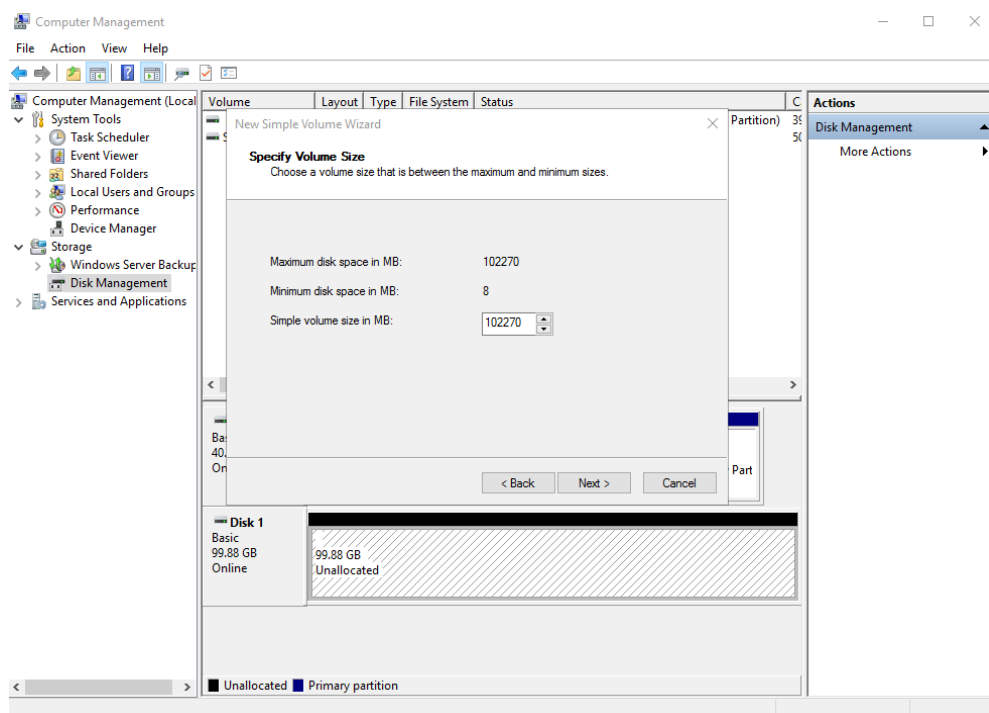 Computer Management
File Action View Help
Computer Management (Local
System Tools
Task Scheduler
Event Viewer
Shared Folders
Local Users and Groups
Performance
Device Manager
Storage
Windows Server Backup
Disk Management
Services and Applications
Volume Layout Type File System Status C
Partition) 39
50
New Simple Volume Wizard
Specify Volume Size
Choose a volume size that is between the maximum and minimum sizes.
Maximum disk space in MB: 102270
Minimum disk space in MB: 8
Simple volume size in MB: 102270
< Back Next > Cancel
Ba
40.
On
Part
Disk 1
Basic
99.88 GB
Online
99.88 GB
Unallocated
Unallocated Primary partition
Actions
Disk Management
More Actions